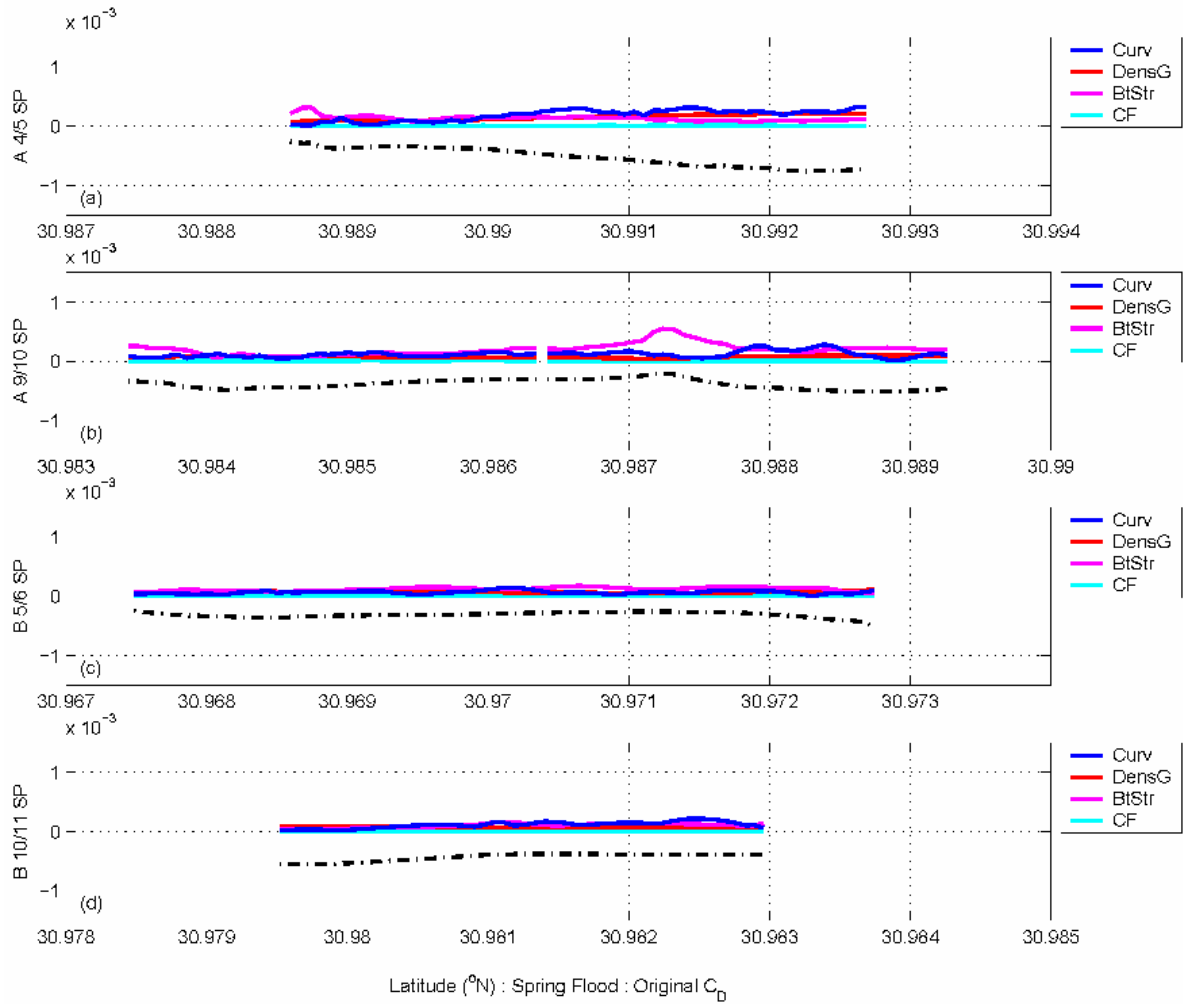 x 10⁻³
1
0
−1
A 4/5 SP
(a)
30.987 30.988 30.989 30.99 30.991 30.992 30.993 30.994
Curv
DensG
BtStr
CF
x 10⁻³
1
0
−1
A 9/10 SP
(b)
30.983 30.984 30.985 30.986 30.987 30.988 30.989 30.99
Curv
DensG
BtStr
CF
x 10⁻³
1
0
−1
B 5/6 SP
(c)
30.967 30.968 30.969 30.97 30.971 30.972 30.973
Curv
DensG
BtStr
CF
x 10⁻³
1
0
−1
B 10/11 SP
(d)
30.978 30.979 30.98 30.981 30.982 30.983 30.984 30.985
Curv
DensG
BtStr
CF
Latitude (°N) : Spring Flood : Original C_D